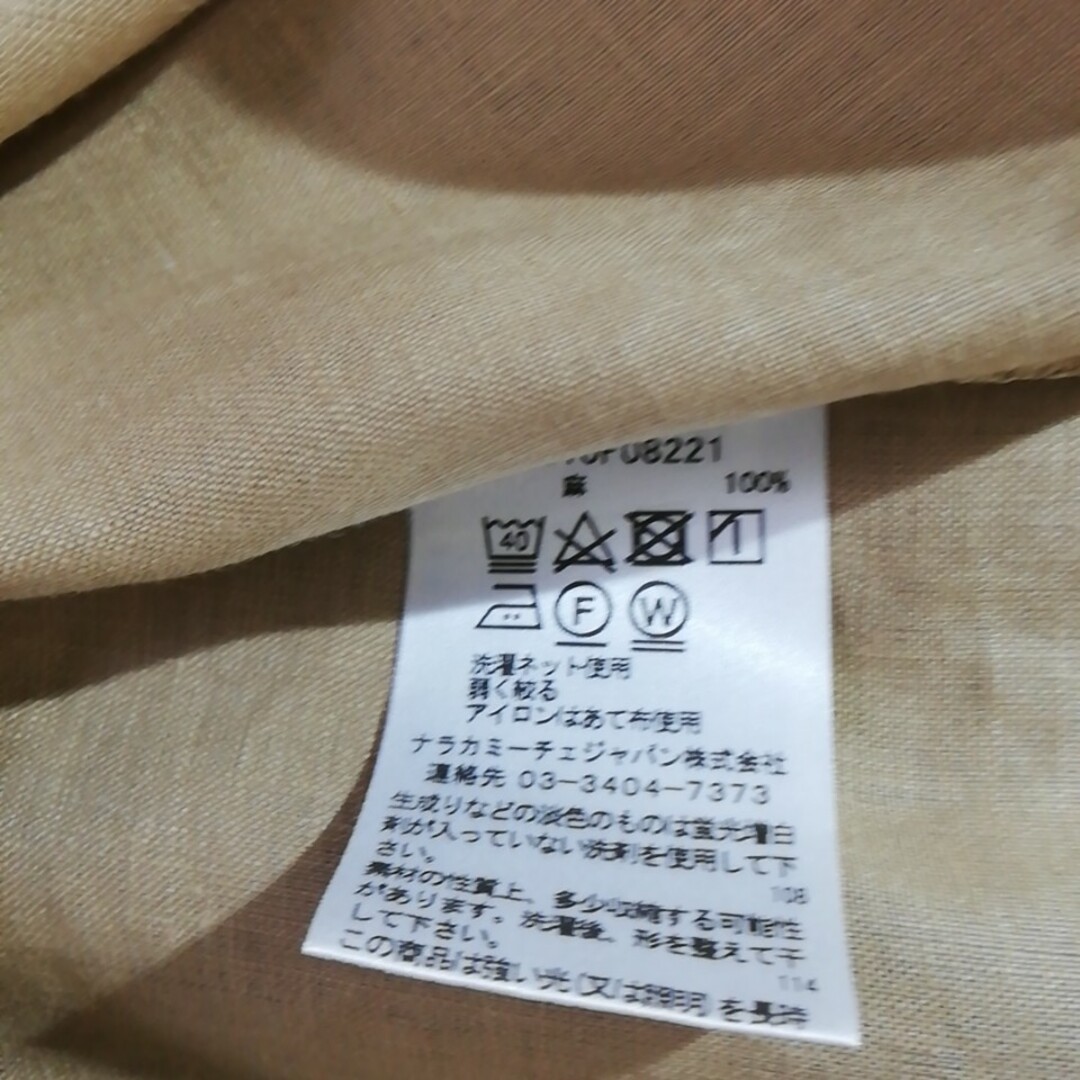 10P08221
麻 100%
40
F W
洗濯ネット使用
弱く絞る
アイロンはあて布使用
ナラカミーチェジャパン株式会社
連絡先 03-3404-7373
生成りなどの淡色のものは蛍光増白
剤が入っていない洗剤を使用して下
さい。
108
素材の性質上、多少収縮する可能性
があります。洗濯後、形を整えて干
して下さい。
114
この商品は強い光(又は照明)を長時